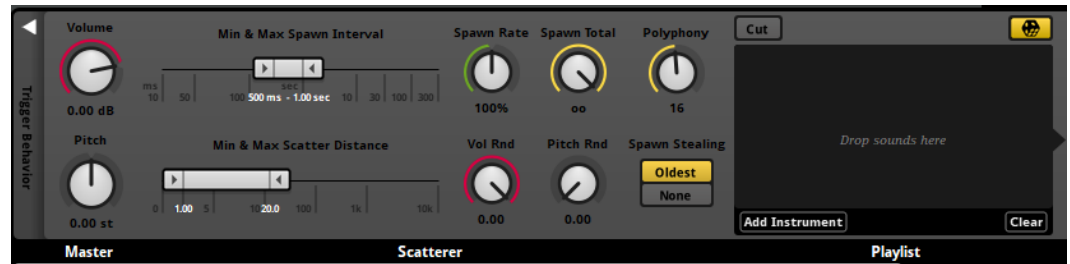 Trigger Behavior
Volume
0.00 dB
Pitch
0.00 st
Master
Min & Max Spawn Interval
ms
sec
10 50 100 500 ms - 1.00 sec 10 30 100 300
Min & Max Scatter Distance
0 1.00 5 10 20.0 100 1k 10k
Spawn Rate Spawn Total Polyphony
100% oo 16
Vol Rnd Pitch Rnd Spawn Stealing
Oldest
None
0.00 0.00
Scatterer
Cut
Drop sounds here
Add Instrument Clear
Playlist